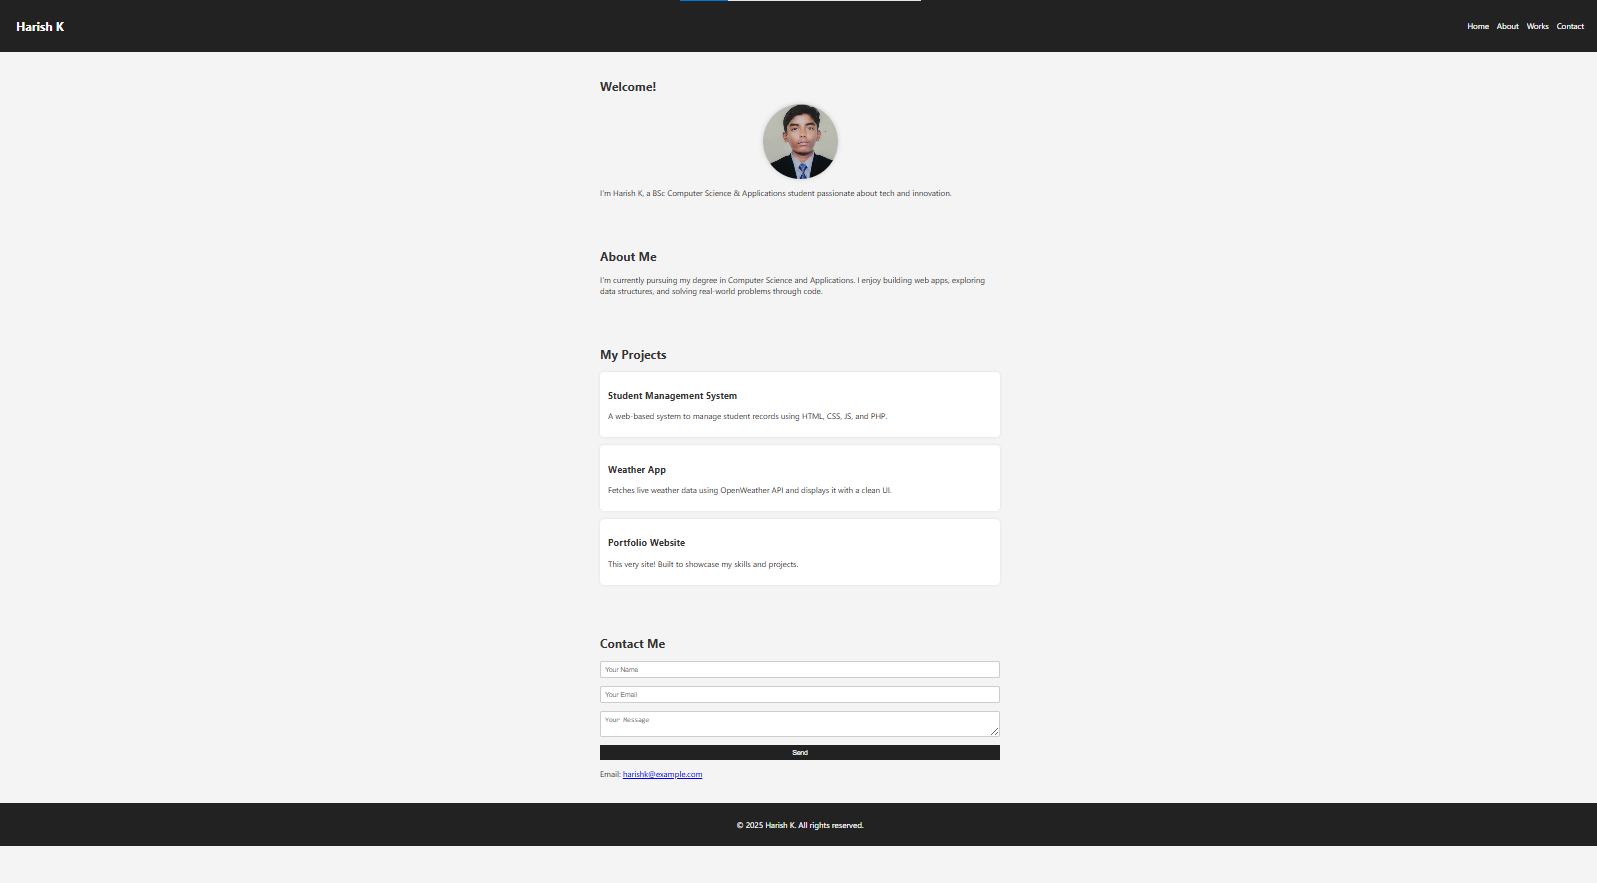 Harish K
Home About Works Contact
Welcome!
I'm Harish K, a BSc Computer Science & Applications student passionate about tech and innovation.
About Me
I'm currently pursuing my degree in Computer Science and Applications. I enjoy building web apps, exploring
data structures, and solving real-world problems through code.
My Projects
Student Management System
A web-based system to manage student records using HTML, CSS, JS, and PHP.
Weather App
Fetches live weather data using OpenWeather API and displays it with a clean UI.
Portfolio Website
This very site! Built to showcase my skills and projects.
Contact Me
Your Name
Your Email
Your Message
Send
Email: harishk@example.com
© 2025 Harish K. All rights reserved.